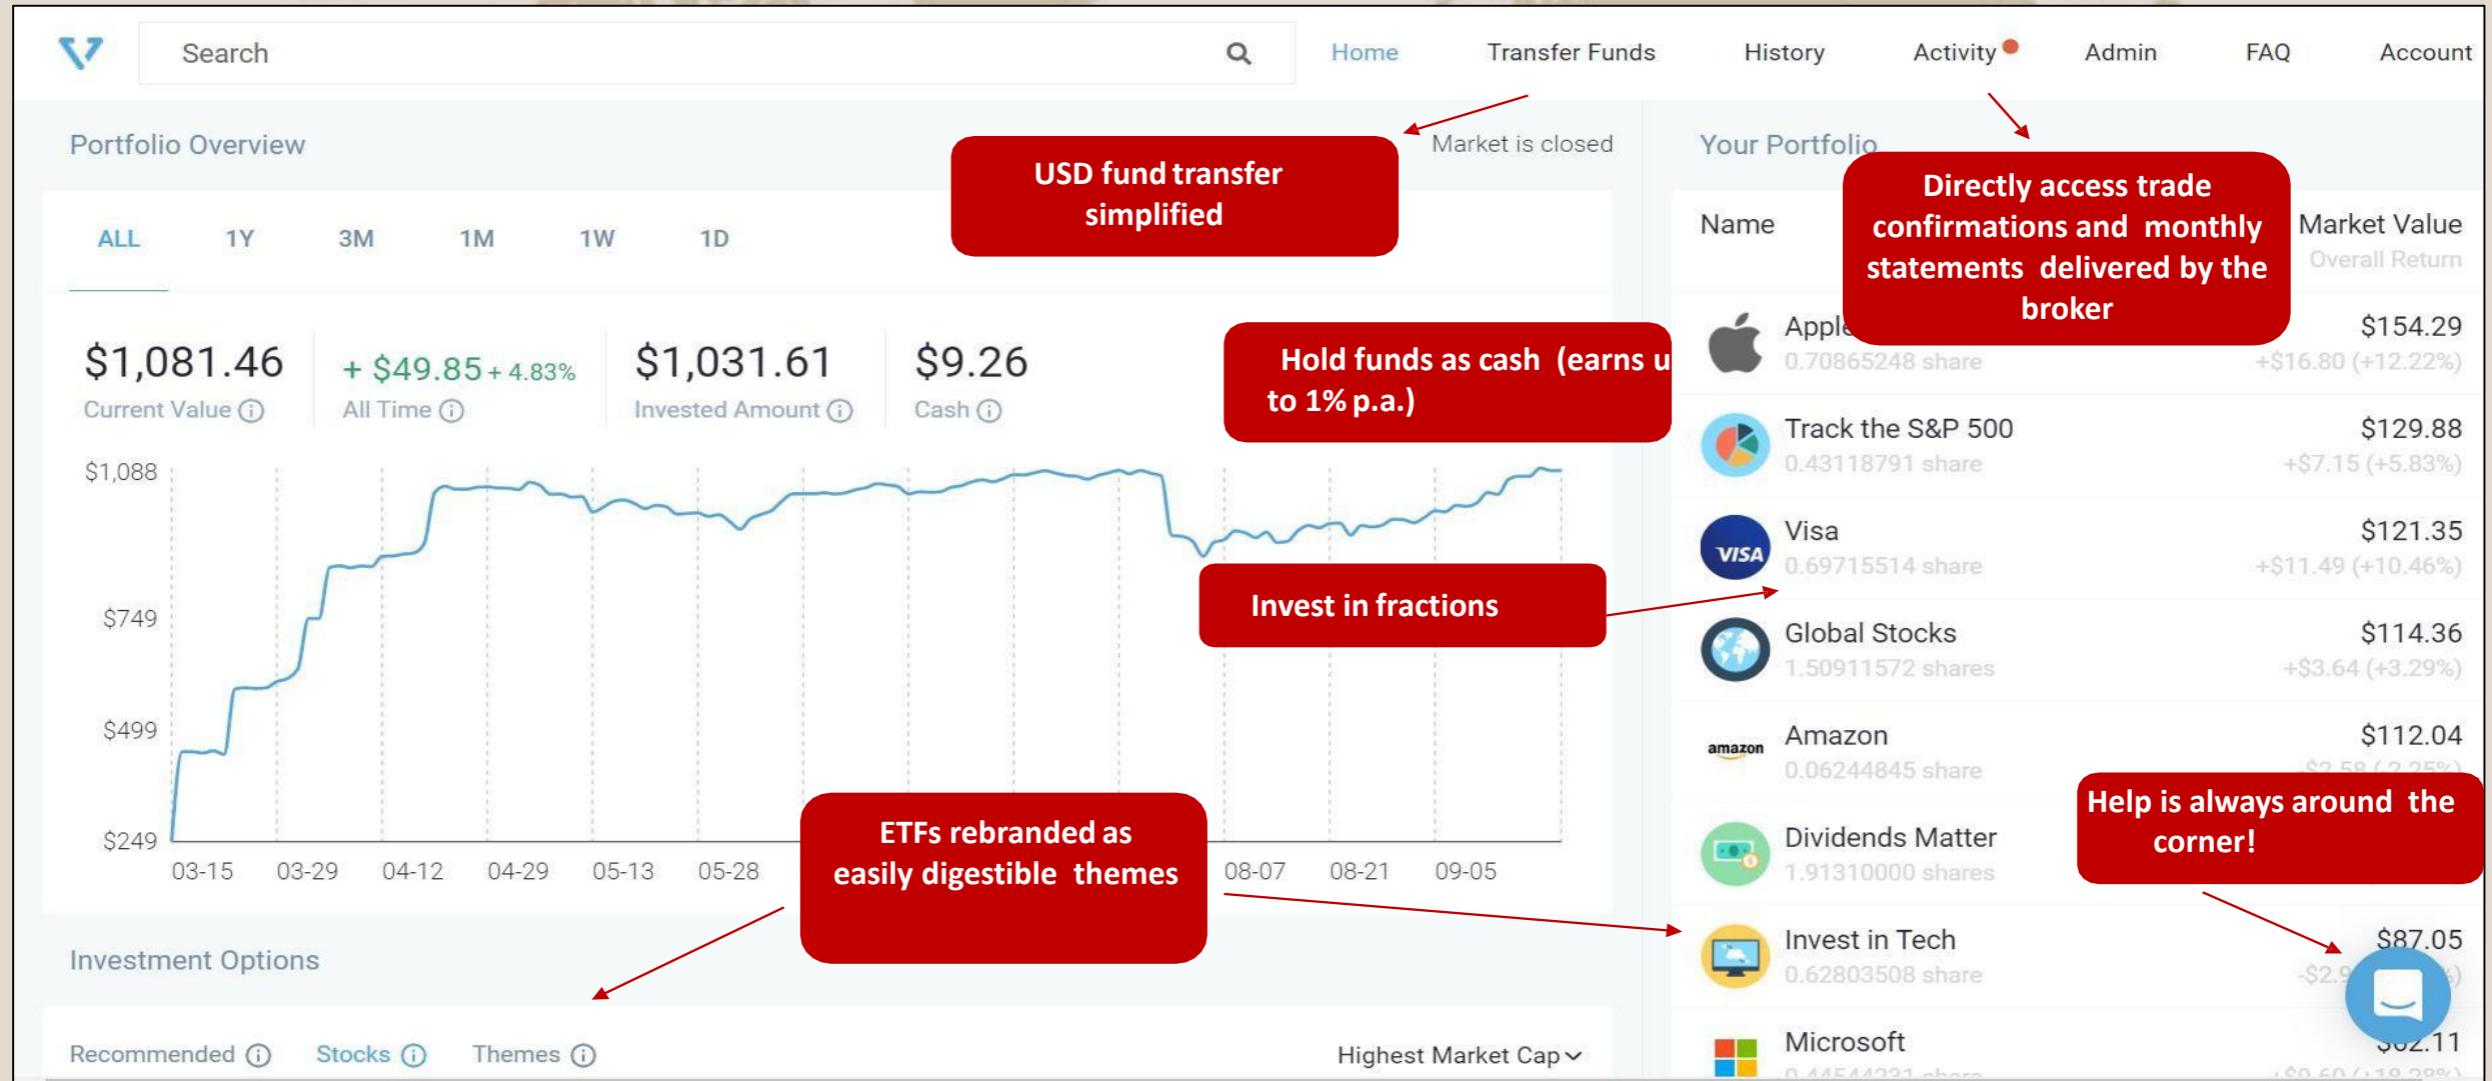 Search
Home
Transfer Funds
History
Activity
Admin
FAQ
Account
Portfolio Overview
Market is closed
USD fund transfer
simplified
ALL 1Y 3M 1M 1W 1D
$1,081.46
Current Value
+ $49.85 + 4.83%
All Time
$1,031.61
Invested Amount
$9.26
Cash
Hold funds as cash (earns u
to 1% p.a.)
$1,088
$749
$499
$249
03-15 03-29 04-12 04-29 05-13 05-28 08-07 08-21 09-05
Invest in fractions
ETFs rebranded as
easily digestible themes
Investment Options
Recommended Stocks Themes
Highest Market Cap
Your Portfolio
Directly access trade
confirmations and monthly
statements delivered by the
broker
Name
Market Value
Overall Return
Apple
$154.29
0.70865248 share
+$16.80 (+12.22%)
Track the S&P 500
$129.88
0.43118791 share
+$7.15 (+5.83%)
VISA
Visa
$121.35
0.69715514 share
+$11.49 (+10.46%)
Global Stocks
$114.36
1.50911572 shares
+$3.64 (+3.29%)
amazon
Amazon
$112.04
0.06244845 share
-$2.58 (-2.25%)
Help is always around the
corner!
Dividends Matter
1.91310000 shares
Invest in Tech
$87.05
0.62803508 share
Microsoft
0.44544231 share